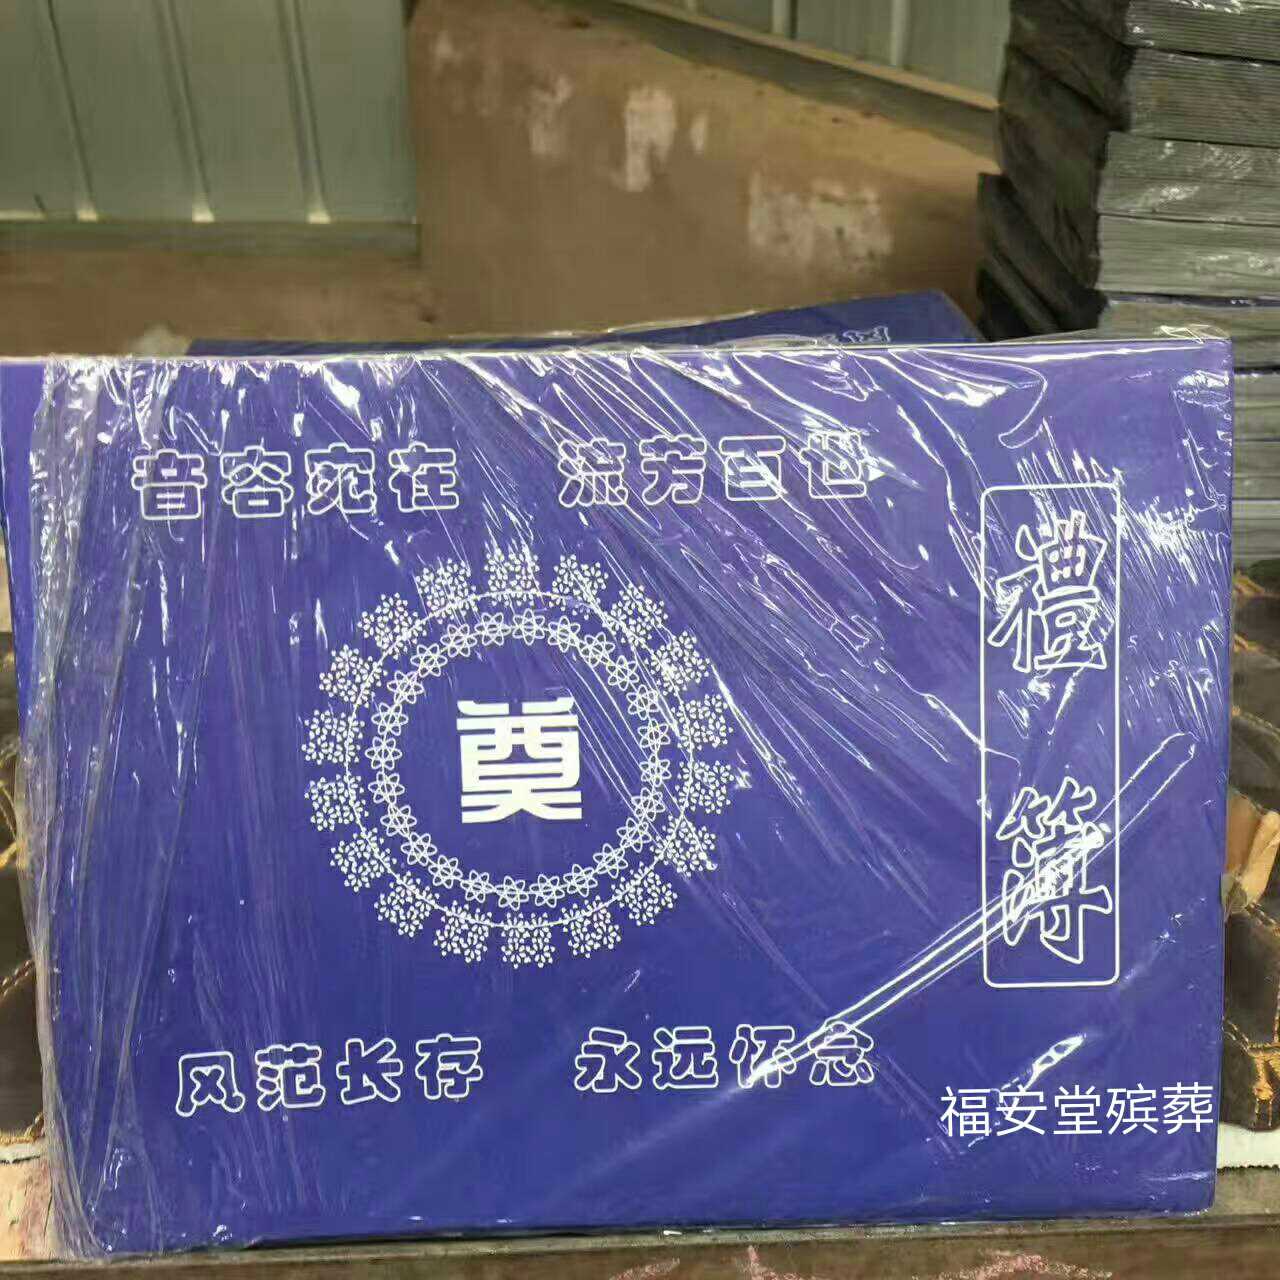 音容宛在 流芳百世
禮簿
奠
风范长存 永远怀念
福安堂殡葬